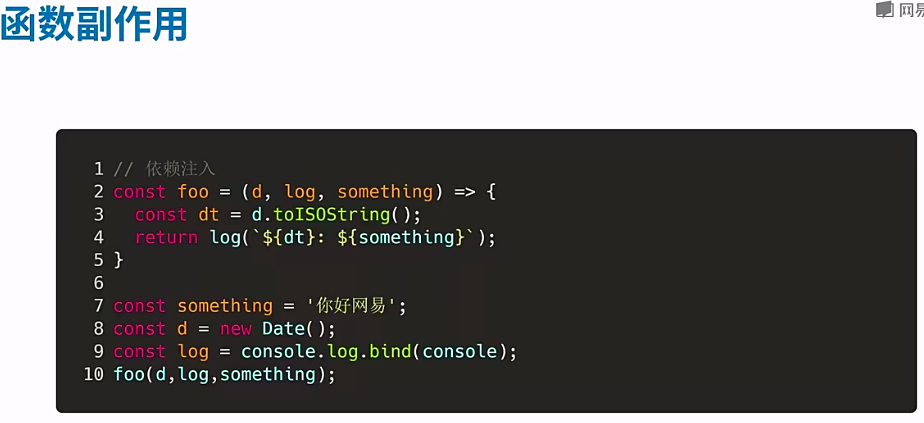 函数副作用
网易
1 // 依赖注入
2 const foo = (d, log, something) => {
3   const dt = d.toISOString();
4   return log(`${dt}: ${something}`);
5 }
6
7 const something = '你好网易';
8 const d = new Date();
9 const log = console.log.bind(console);
10 foo(d,log,something);